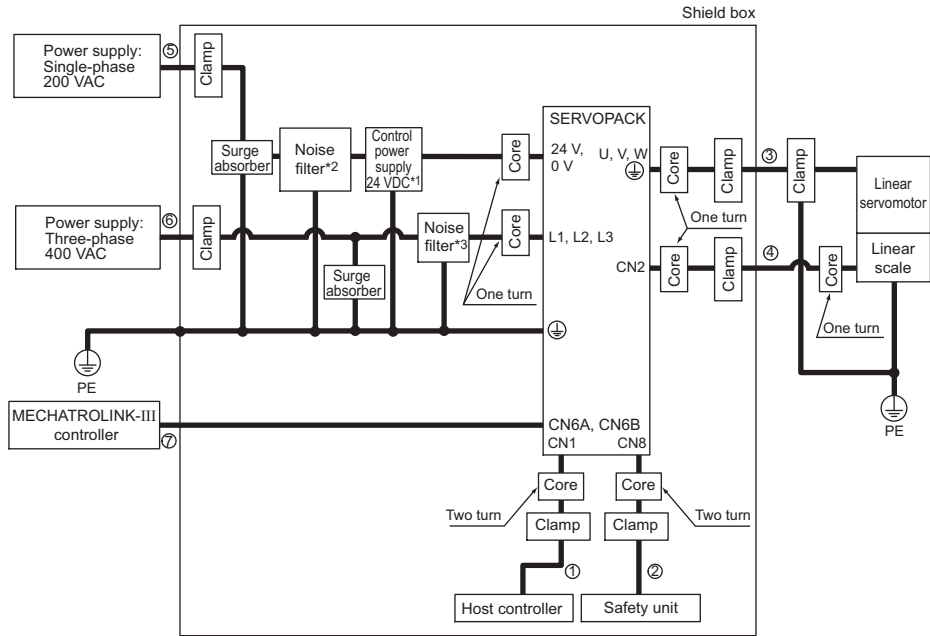 Shield box
Power supply:
Single-phase
200 VAC
⑤
Clamp
Surge
absorber
Noise
filter*2
Control
power
supply
24 VDC*1
Core
SERVOPACK
24 V,
0 V
U, V, W
Core
Clamp
③
Clamp
Linear
servomotor
Power supply:
Three-phase
400 VAC
⑥
Clamp
Surge
absorber
Noise
filter*3
Core
L1, L2, L3
One turn
One turn
CN2
Core
Clamp
④
Core
Linear
scale
One turn
PE
PE
MECHATROLINK-III
controller
⑦
CN6A, CN6B
CN1
CN8
Core
Core
Two turn
Two turn
Clamp
Clamp
①
②
Host controller
Safety unit